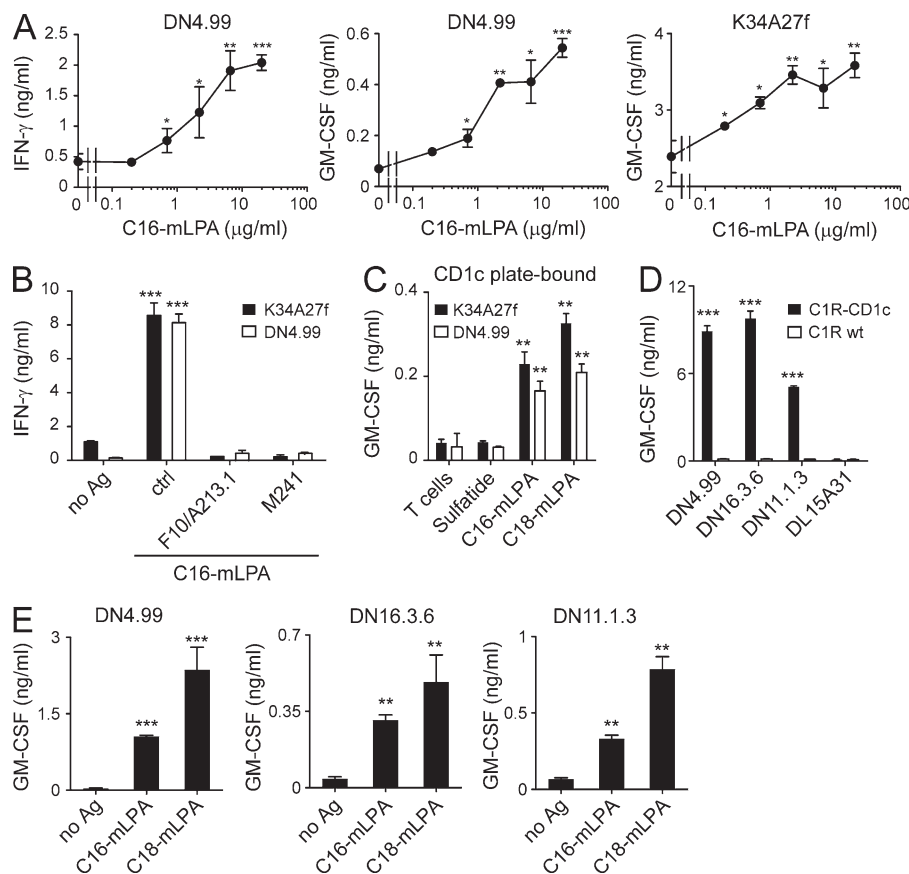 A
DN4.99
DN4.99
K34A27f
IFN-γ (ng/ml)
2.5
2
1.5
1
0.5
0
*
*
**
***
0 0.1 1 10 100
C16-mLPA (μg/ml)
GM-CSF (ng/ml)
0.6
0.4
0.2
0
*
**
*
***
0 0.1 1 10 100
C16-mLPA (μg/ml)
GM-CSF (ng/ml)
4
3
2
*
*
**
*
**
0 0.1 1 10 100
C16-mLPA (μg/ml)
B
IFN-γ (ng/ml)
10
8
6
4
2
0
***
***
K34A27f
DN4.99
no Ag
ctrl
F10/A213.1
M241
C16-mLPA
C
CD1c plate-bound
GM-CSF (ng/ml)
0.4
0.2
0
K34A27f
DN4.99
**
**
**
**
T cells
Sulfatide
C16-mLPA
C18-mLPA
D
GM-CSF (ng/ml)
12
6
0
***
***
***
C1R-CD1c
C1R wt
DN4.99
DN16.3.6
DN11.1.3
DL15A31
E
DN4.99
GM-CSF (ng/ml)
3
1.5
0
***
***
no Ag
C16-mLPA
C18-mLPA
DN16.3.6
GM-CSF (ng/ml)
0.7
0.35
0
**
**
no Ag
C16-mLPA
C18-mLPA
DN11.1.3
GM-CSF (ng/ml)
1
0.5
0
**
**
no Ag
C16-mLPA
C18-mLPA